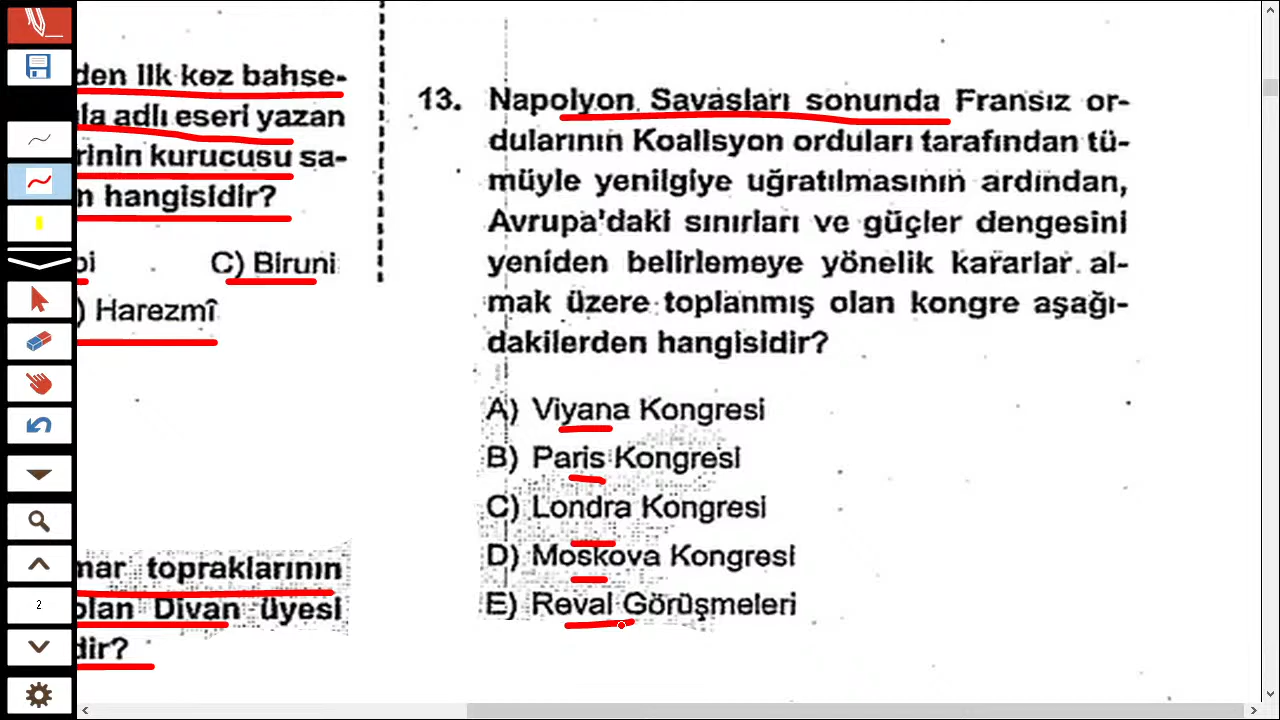 den ilk kez bahse-
la adlı eseri yazan
rinin kurucusu sa-
m hangisidir?
bi C) Biruni
) Harezmî
mar topraklarının
olan Divan üyesi
dir?
13. Napolyon Savaşları sonunda Fransız or-
dularının Koalisyon orduları tarafından tü-
müyle yenilgiye uğratılmasının ardından,
Avrupa'daki sınırları ve güçler dengesini
yeniden belirlemeye yönelik kararlar al-
mak üzere toplanmış olan kongre aşağı-
dakilerden hangisidir?
A) Viyana Kongresi
B) Paris Kongresi
C) Londra Kongresi
D) Moskova Kongresi
E) Reval Görüşmeleri
2